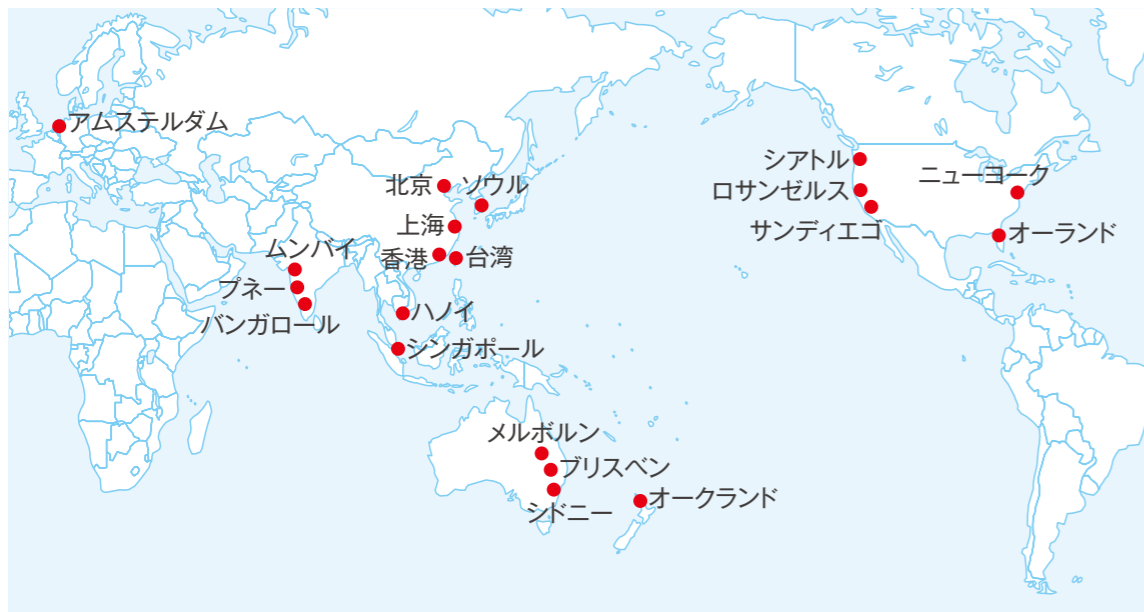 アムステルダム
北京
ソウル
上海
香港
台湾
ムンバイ
プネー
バンガロール
ハノイ
シンガポール
メルボルン
ブリスベン
シドニー
オークランド
シアトル
ロサンゼルス
サンディエゴ
ニューヨーク
オーランド